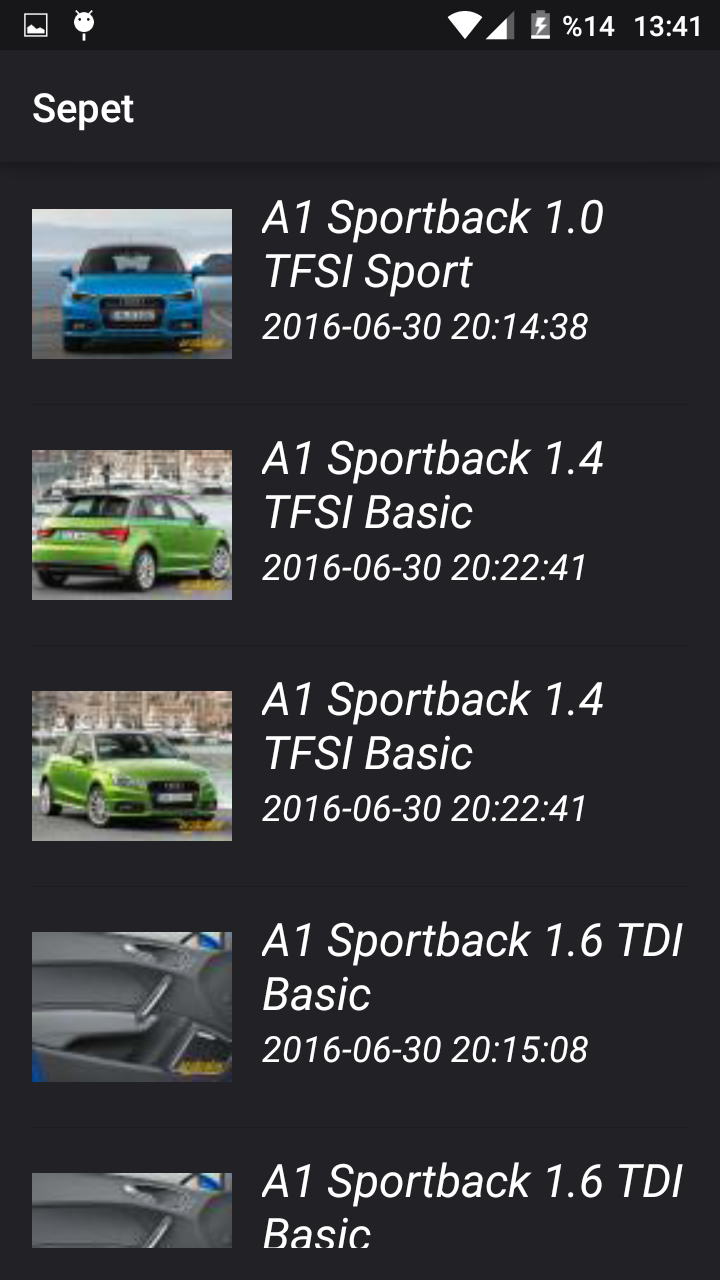 %14 13:41
Sepet
A1 Sportback 1.0
TFSI Sport
2016-06-30 20:14:38
A1 Sportback 1.4
TFSI Basic
2016-06-30 20:22:41
A1 Sportback 1.4
TFSI Basic
2016-06-30 20:22:41
A1 Sportback 1.6 TDI
Basic
2016-06-30 20:15:08
A1 Sportback 1.6 TDI
Basic